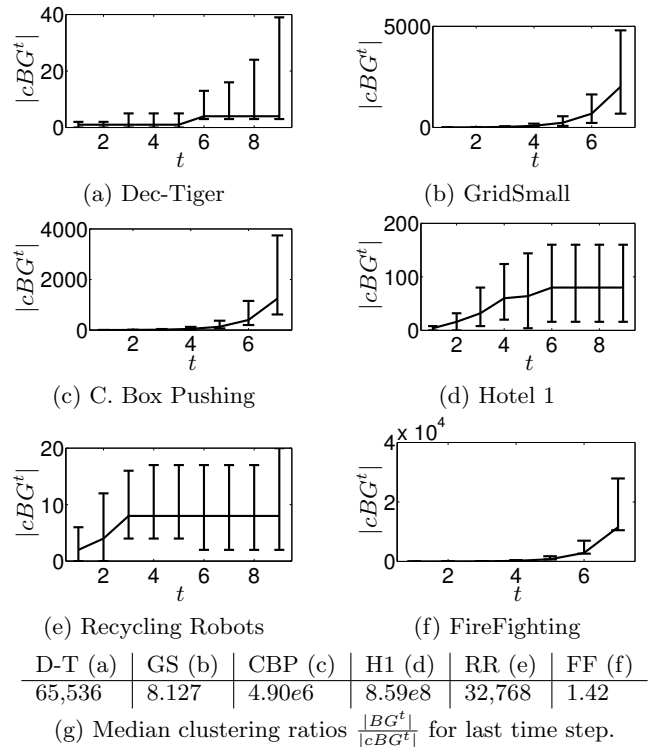 40
20
0
|cBG^t|
2 4 6 8
t
(a) Dec-Tiger
5000
0
|cBG^t|
2 4 6
t
(b) GridSmall
4000
2000
0
|cBG^t|
2 4 6
t
(c) C. Box Pushing
200
100
0
|cBG^t|
2 4 6 8
t
(d) Hotel 1
20
10
0
|cBG^t|
2 4 6 8
t
(e) Recycling Robots
x 10^4
4
2
0
|cBG^t|
2 4 6
t
(f) FireFighting
D-T (a) | GS (b) | CBP (c) | H1 (d) | RR (e) | FF (f)
65,536 | 8.127 | 4.90e6 | 8.59e8 | 32,768 | 1.42
(g) Median clustering ratios |BG^t|/|cBG^t| for last time step.